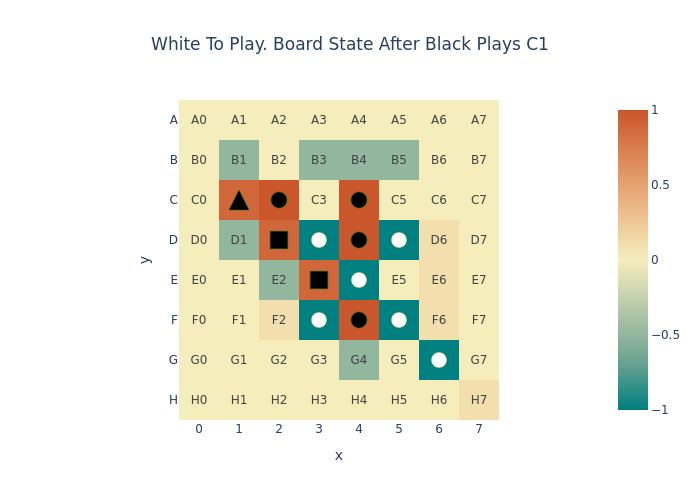 White To Play. Board State After Black Plays C1
A A0 A1 A2 A3 A4 A5 A6 A7
B B0 B1 B2 B3 B4 B5 B6 B7
C C0 C3 C5 C6 C7
D D0 D1 D6 D7
E E0 E1 E2 E5 E6 E7
F F0 F1 F2 F6 F7
G G0 G1 G2 G3 G4 G5 G7
H H0 H1 H2 H3 H4 H5 H6 H7
0 1 2 3 4 5 6 7
x
y
1
0.5
0
−0.5
−1